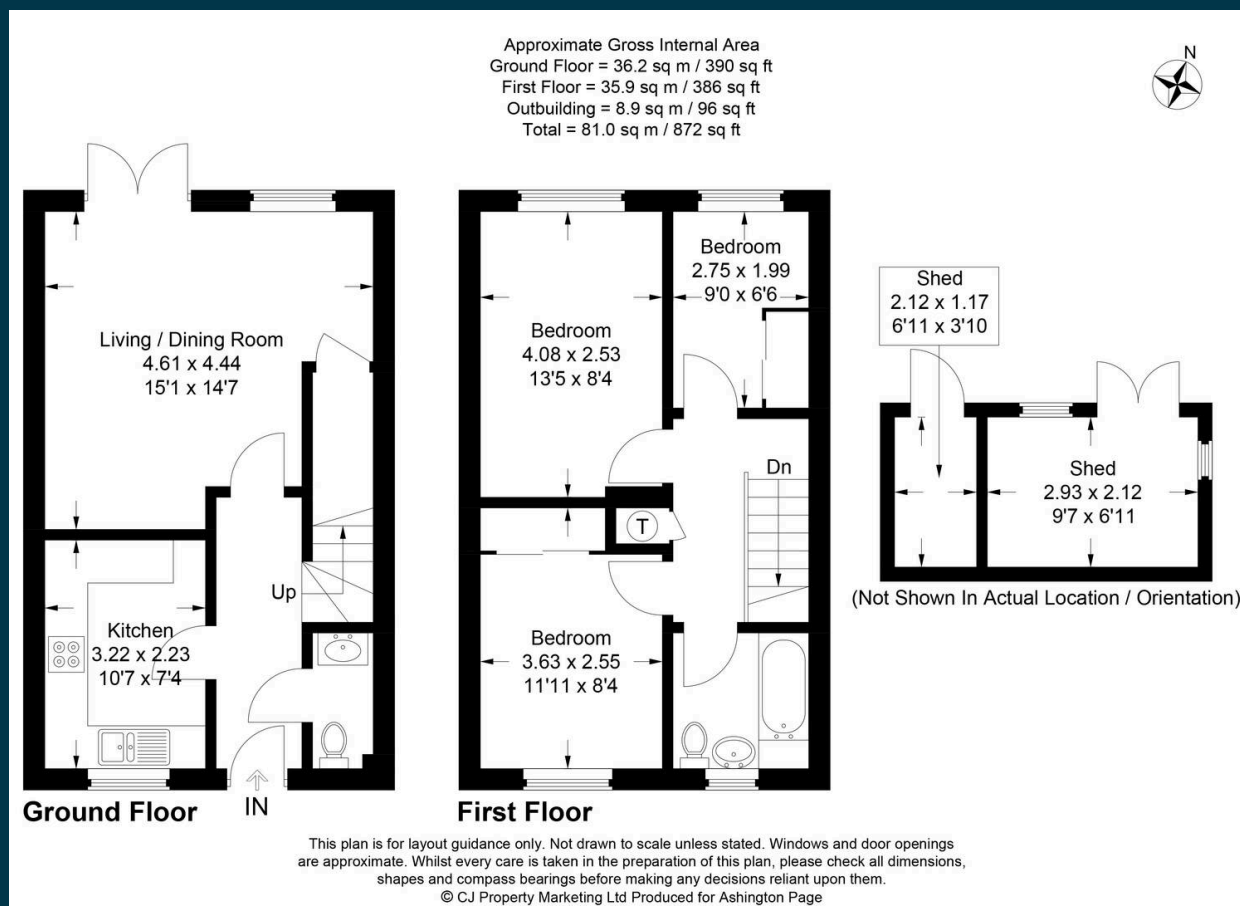 Approximate Gross Internal Area
Ground Floor = 36.2 sq m / 390 sq ft
First Floor = 35.9 sq m / 386 sq ft
Outbuilding = 8.9 sq m / 96 sq ft
Total = 81.0 sq m / 872 sq ft
N
Living / Dining Room
4.61 x 4.44
15'1 x 14'7
Kitchen
3.22 x 2.23
10'7 x 7'4
Up
IN
Ground Floor
Bedroom
4.08 x 2.53
13'5 x 8'4
Bedroom
2.75 x 1.99
9'0 x 6'6
Dn
T
Bedroom
3.63 x 2.55
11'11 x 8'4
First Floor
Shed
2.12 x 1.17
6'11 x 3'10
Shed
2.93 x 2.12
9'7 x 6'11
(Not Shown In Actual Location / Orientation)
This plan is for layout guidance only. Not drawn to scale unless stated. Windows and door openings
are approximate. Whilst every care is taken in the preparation of this plan, please check all dimensions,
shapes and compass bearings before making any decisions reliant upon them.
© CJ Property Marketing Ltd Produced for Ashington Page